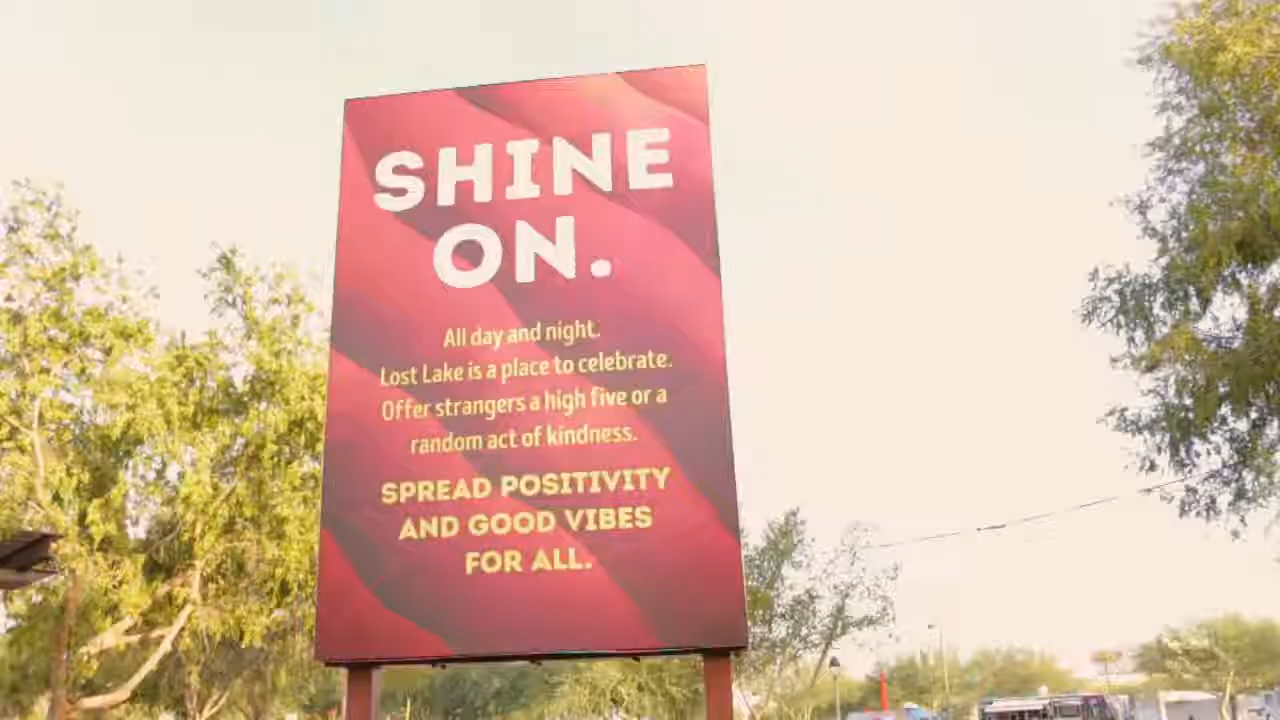 SHINE
ON.
All day and night.
Lost Lake is a place to celebrate.
Offer strangers a high five or a
random act of kindness.
SPREAD POSITIVITY
AND GOOD VIBES
FOR ALL.